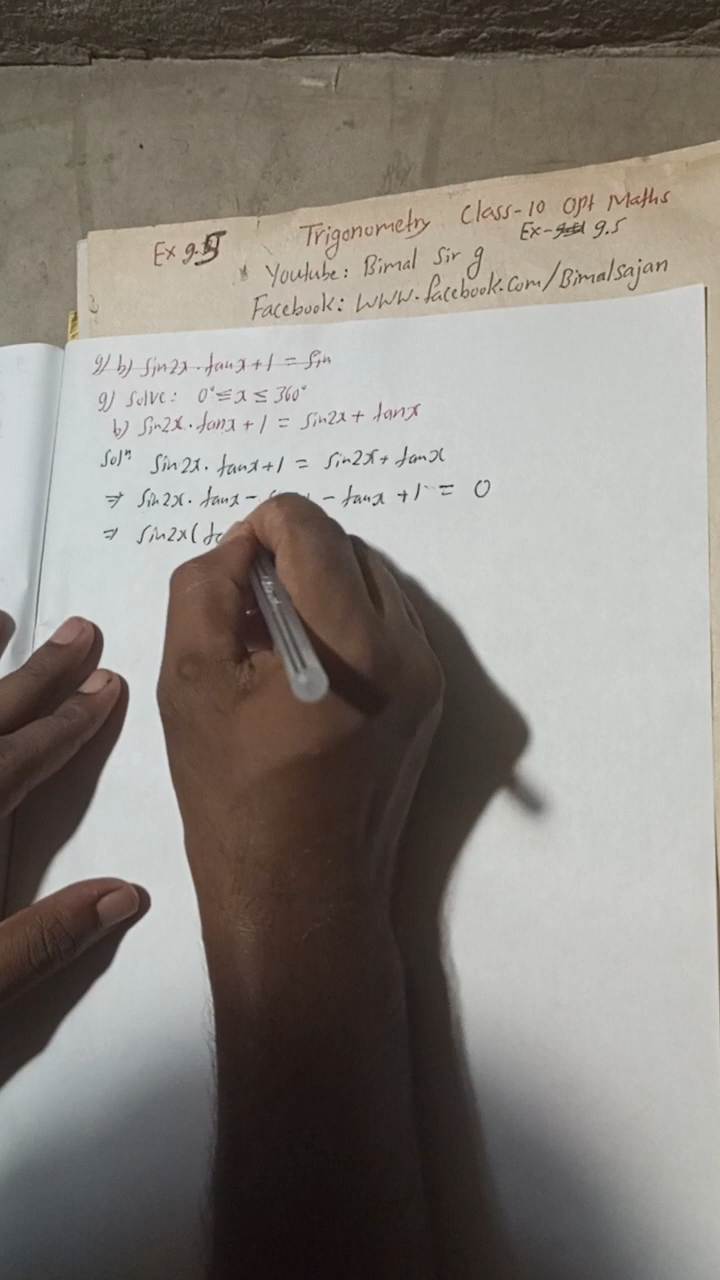 Ex 9.5
Trigonometry Class-10 Opt Maths
Ex- 9.5
Youtube: Bimal Sir g
Facebook: www.facebook.com/Bimalsajan
g) b) Sin2x. tanx+1 = Sin
g) Solve: 0°≤x≤360°
b) Sin2x. tanx + 1 = Sin2x + tanx
Solⁿ Sin2x. tanx+1 = Sin2x + tanx
⇒ Sin2x. tanx - - tanx +1 = 0
⇒ Sin2x(